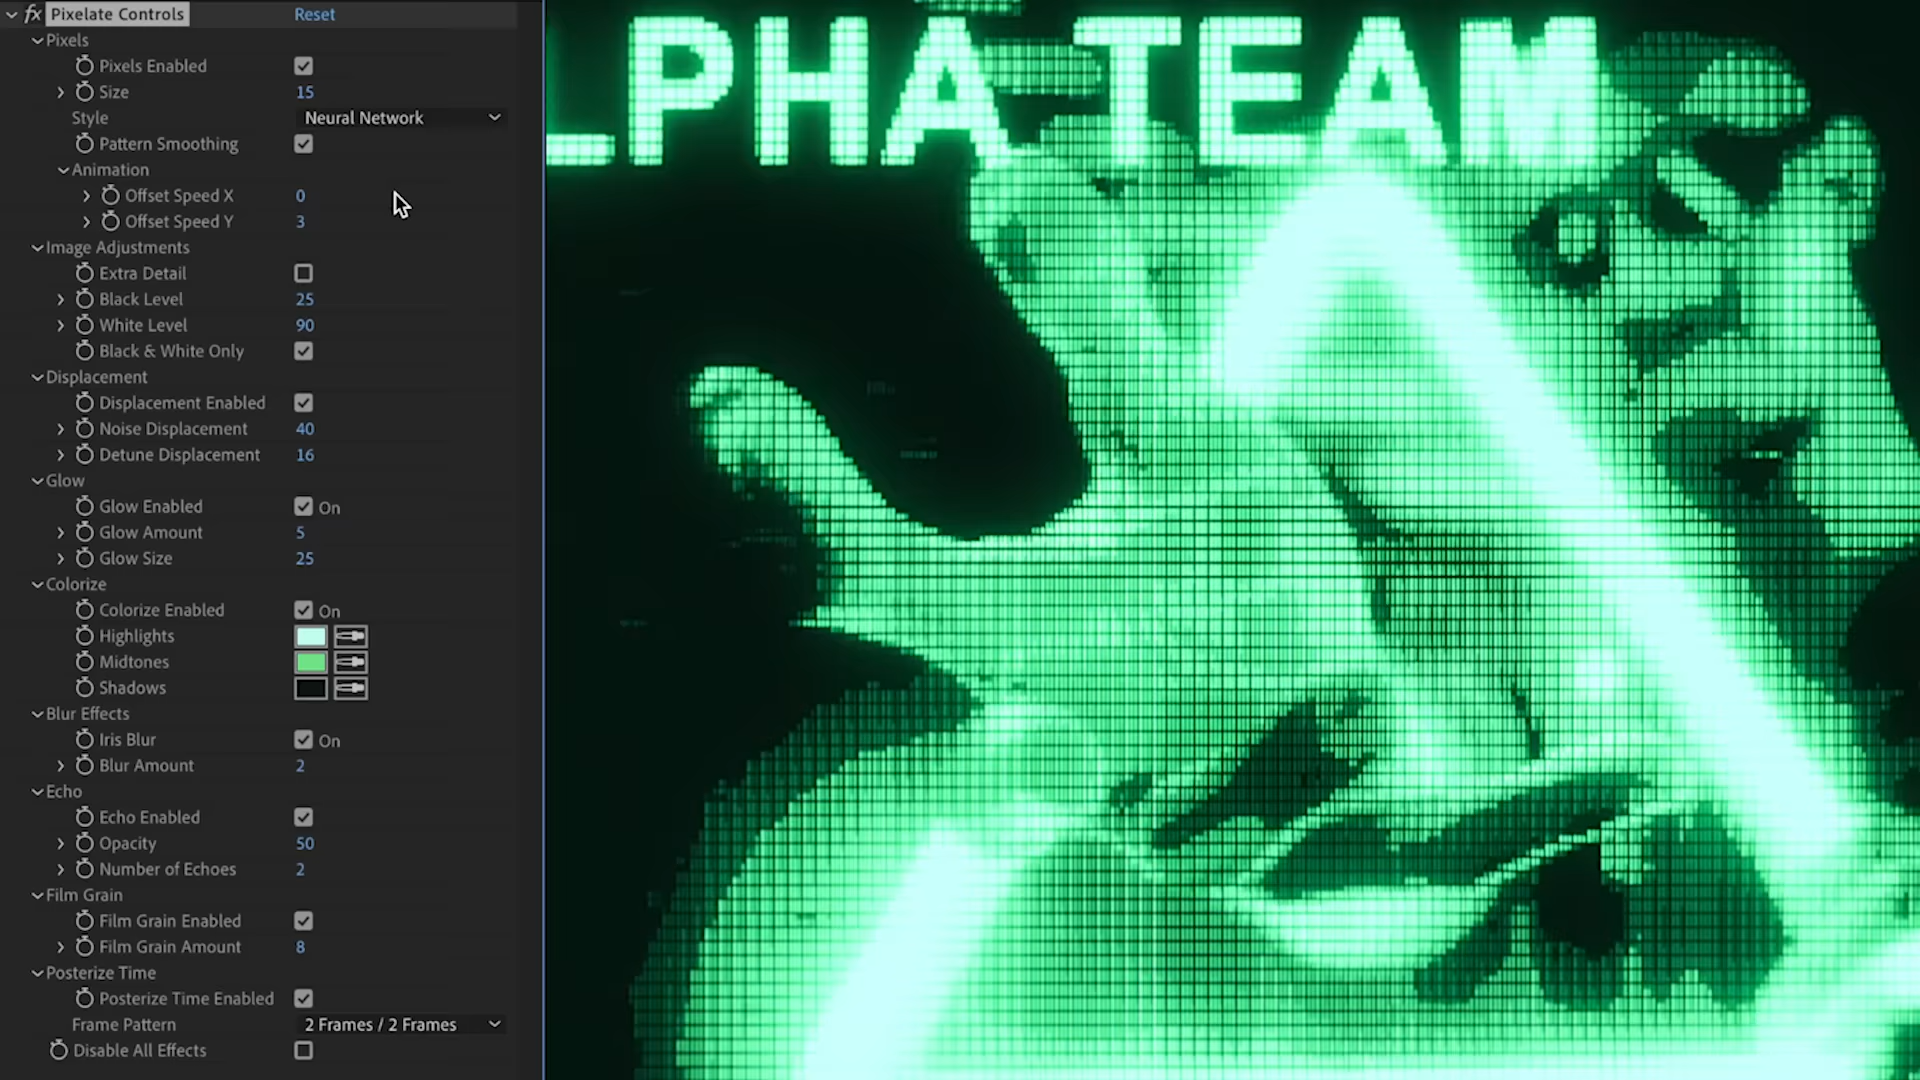 fx Pixelate Controls Reset
Pixels
Pixels Enabled
Size 15
Style Neural Network
Pattern Smoothing
Animation
Offset Speed X 0
Offset Speed Y 3
Image Adjustments
Extra Detail
Black Level 25
White Level 90
Black & White Only
Displacement
Displacement Enabled
Noise Displacement 40
Detune Displacement 16
Glow
Glow Enabled On
Glow Amount 5
Glow Size 25
Colorize
Colorize Enabled On
Highlights
Midtones
Shadows
Blur Effects
Iris Blur On
Blur Amount 2
Echo
Echo Enabled
Opacity 50
Number of Echoes 2
Film Grain
Film Grain Enabled
Film Grain Amount 8
Posterize Time
Posterize Time Enabled
Frame Pattern 2 Frames / 2 Frames
Disable All Effects
LPHA TEAM